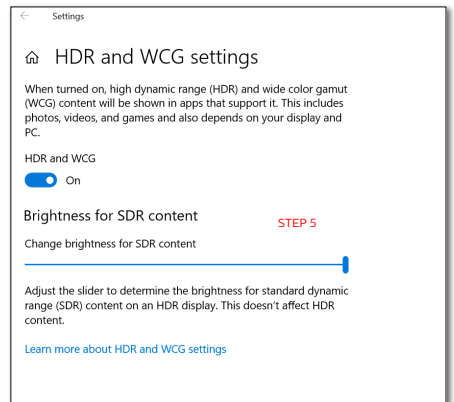 Settings
HDR and WCG settings
When turned on, high dynamic range (HDR) and wide color gamut
(WCG) content will be shown in apps that support it. This includes
photos, videos, and games and also depends on your display and
PC.
HDR and WCG
On
Brightness for SDR content
STEP 5
Change brightness for SDR content
Adjust the slider to determine the brightness for standard dynamic
range (SDR) content on an HDR display. This doesn't affect HDR
content.
Learn more about HDR and WCG settings